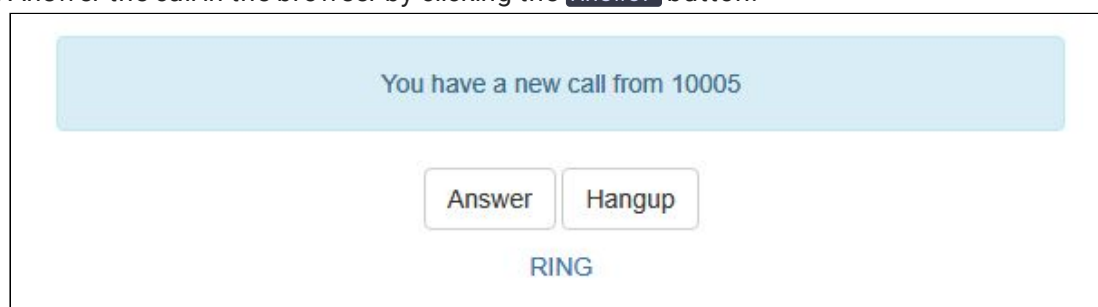 Answer the call in the browser by clicking the Answer button.
You have a new call from 10005
Answer Hangup
RING